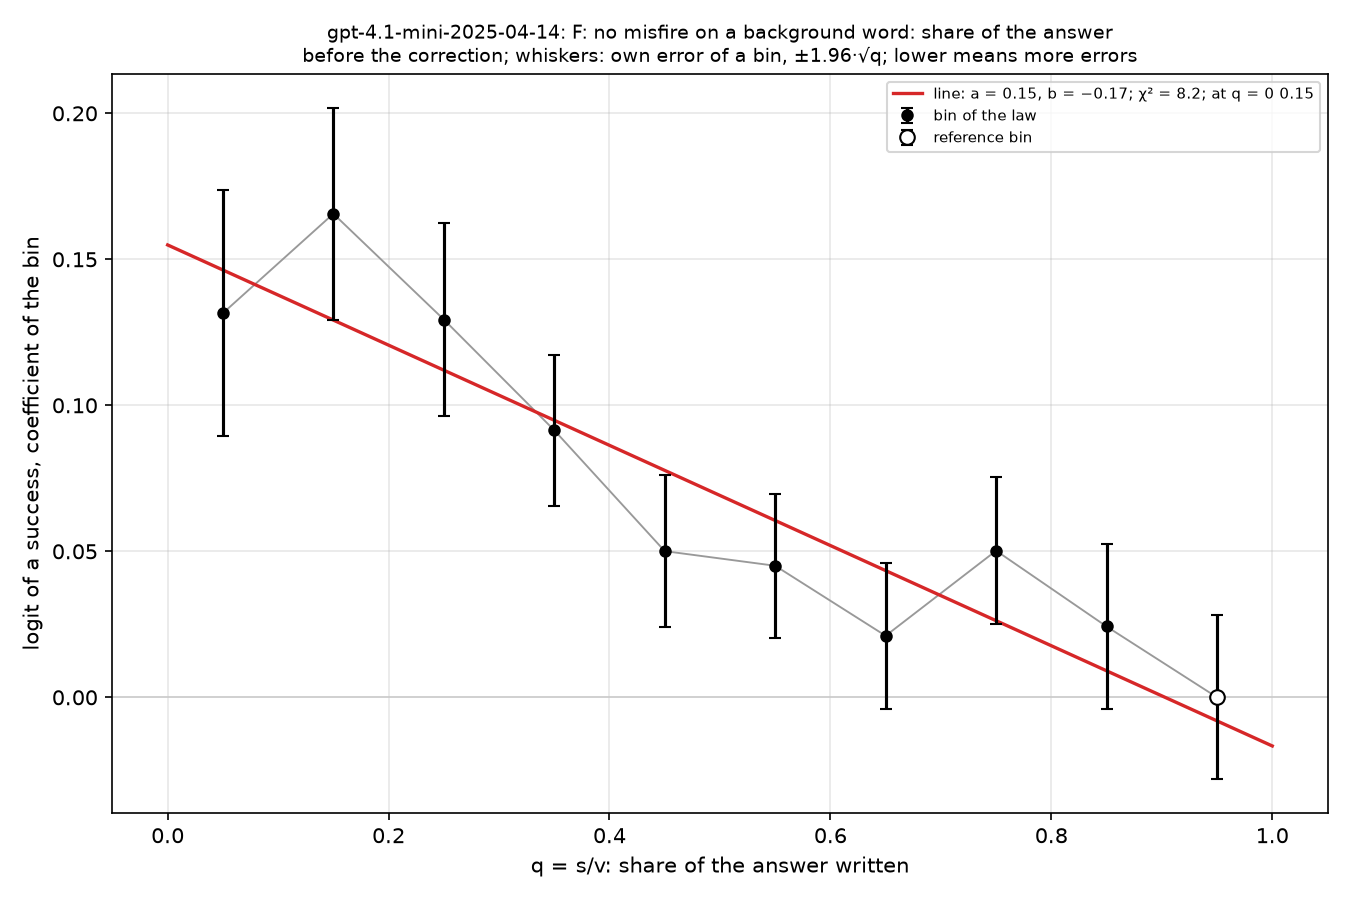 gpt-4.1-mini-2025-04-14: F: no misfire on a background word: share of the answer
before the correction; whiskers: own error of a bin, ±1.96·√q; lower means more errors
line: a = 0.15, b = −0.17; χ² = 8.2; at q = 0 0.15
bin of the law
reference bin
logit of a success, coefficient of the bin
0.20
0.15
0.10
0.05
0.00
0.0 0.2 0.4 0.6 0.8 1.0
q = s/v: share of the answer written